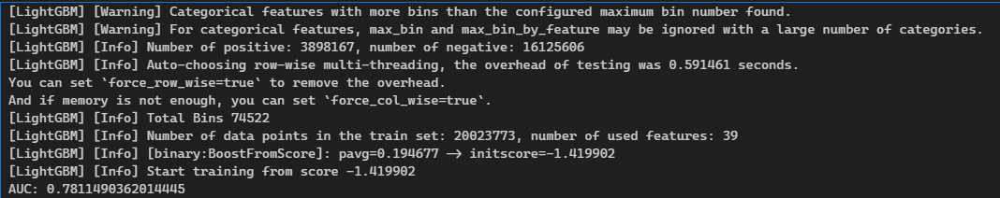 [LightGBM] [Warning] Categorical features with more bins than the configured maximum bin number found.
[LightGBM] [Warning] For categorical features, max_bin and max_bin_by_feature may be ignored with a large number of categories.
[LightGBM] [Info] Number of positive: 3898167, number of negative: 16125606
[LightGBM] [Info] Auto-choosing row-wise multi-threading, the overhead of testing was 0.591461 seconds.
You can set `force_row_wise=true` to remove the overhead.
And if memory is not enough, you can set `force_col_wise=true`.
[LightGBM] [Info] Total Bins 74522
[LightGBM] [Info] Number of data points in the train set: 20023773, number of used features: 39
[LightGBM] [Info] [binary:BoostFromScore]: pavg=0.194677 -> initscore=-1.419902
[LightGBM] [Info] Start training from score -1.419902
AUC: 0.7811490362014445